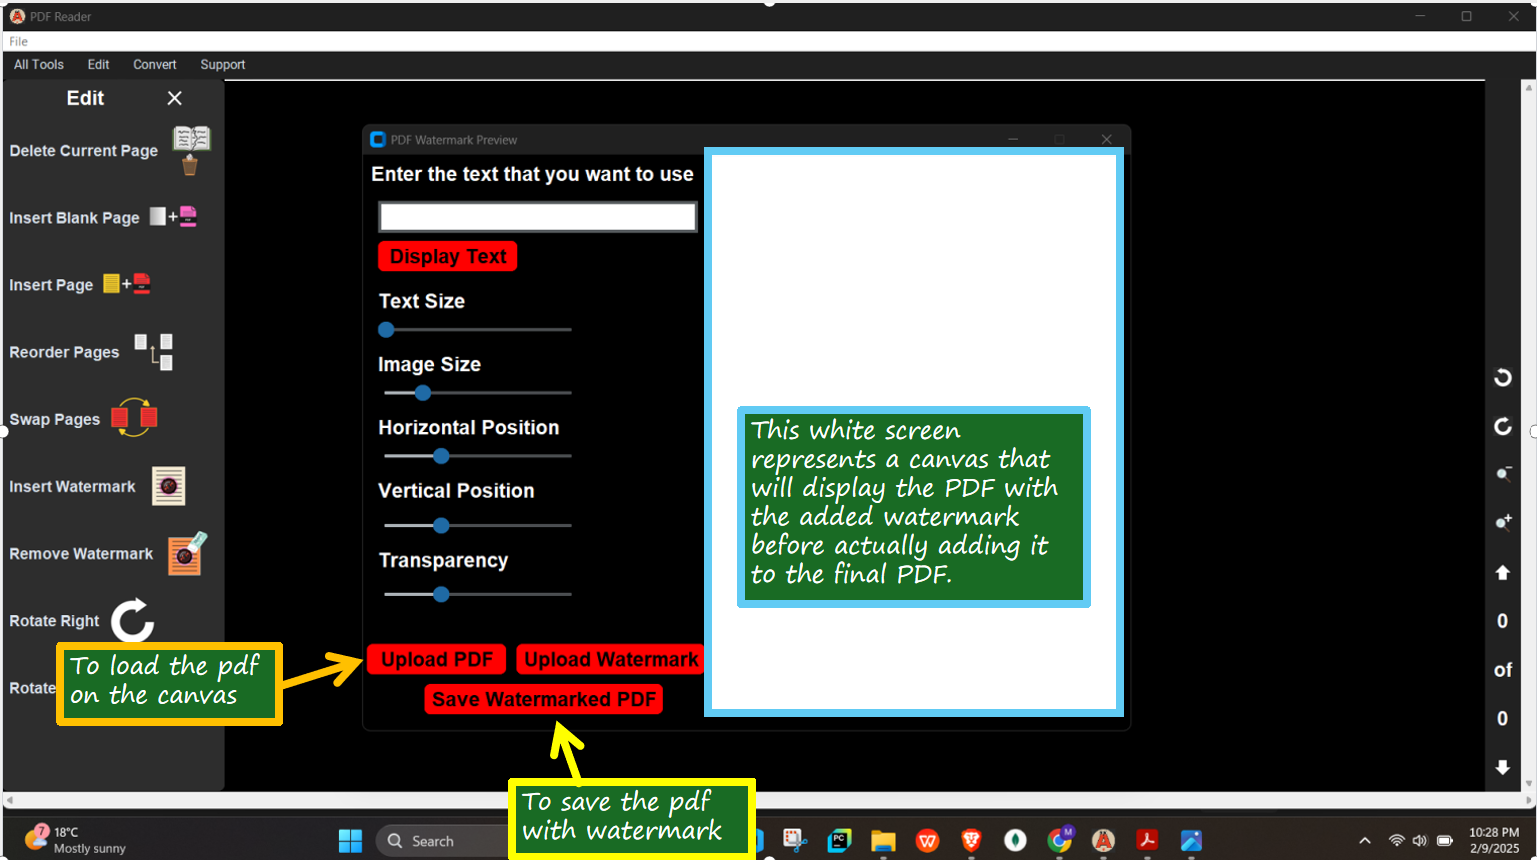 PDF Reader
File
All Tools Edit Convert Support
Edit
Delete Current Page
Insert Blank Page
Insert Page
Reorder Pages
Swap Pages
Insert Watermark
Remove Watermark
Rotate Right
Rotate
PDF Watermark Preview
Enter the text that you want to use
Display Text
Text Size
Image Size
Horizontal Position
Vertical Position
Transparency
Upload PDF Upload Watermark
Save Watermarked PDF
This white screen
represents a canvas that
will display the PDF with
the added watermark
before actually adding it
to the final PDF.
To load the pdf
on the canvas
To save the pdf
with watermark
0
of
0
7
18°C
Mostly sunny
Search
PC
M
10:28 PM
2/9/2025